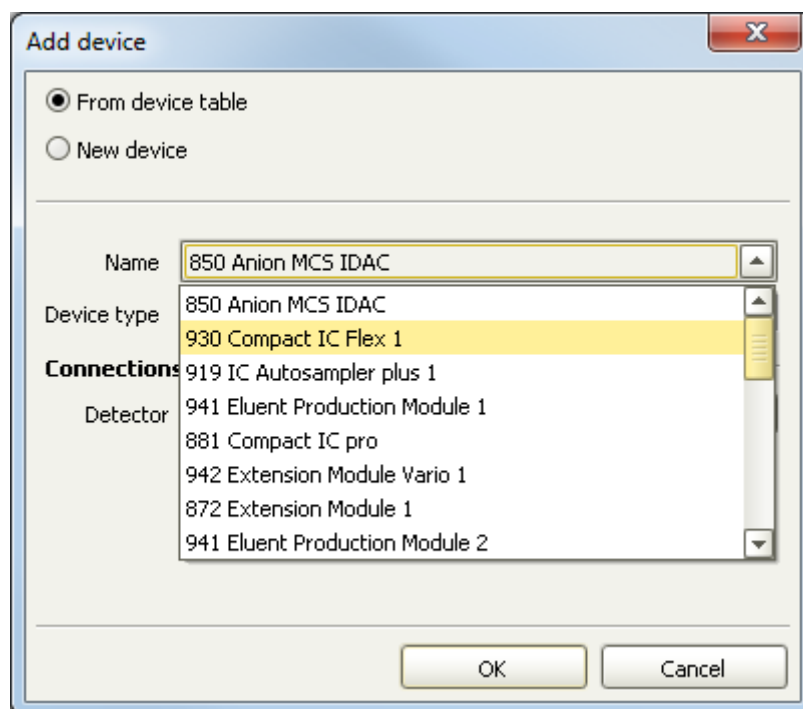 Add device
From device table
New device
Name 850 Anion MCS IDAC
850 Anion MCS IDAC
Device type
930 Compact IC Flex 1
Connections
919 IC Autosampler plus 1
941 Eluent Production Module 1
Detector
881 Compact IC pro
942 Extension Module Vario 1
872 Extension Module 1
941 Eluent Production Module 2
OK Cancel